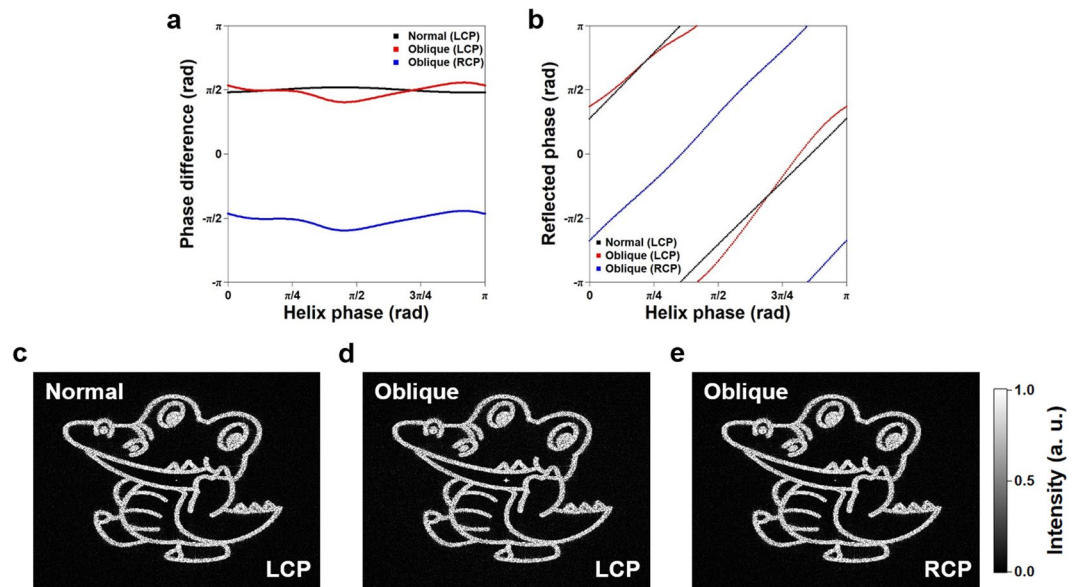 a
Phase difference (rad)
π
π/2
0
-π/2
-π
Normal (LCP)
Oblique (LCP)
Oblique (RCP)
0
π/4
π/2
3π/4
π
Helix phase (rad)
b
Reflected phase (rad)
π
π/2
0
-π/2
-π
Normal (LCP)
Oblique (LCP)
Oblique (RCP)
0
π/4
π/2
3π/4
π
Helix phase (rad)
c
Normal
LCP
d
Oblique
LCP
e
Oblique
RCP
1.0
0.5
0.0
Intensity (a. u.)